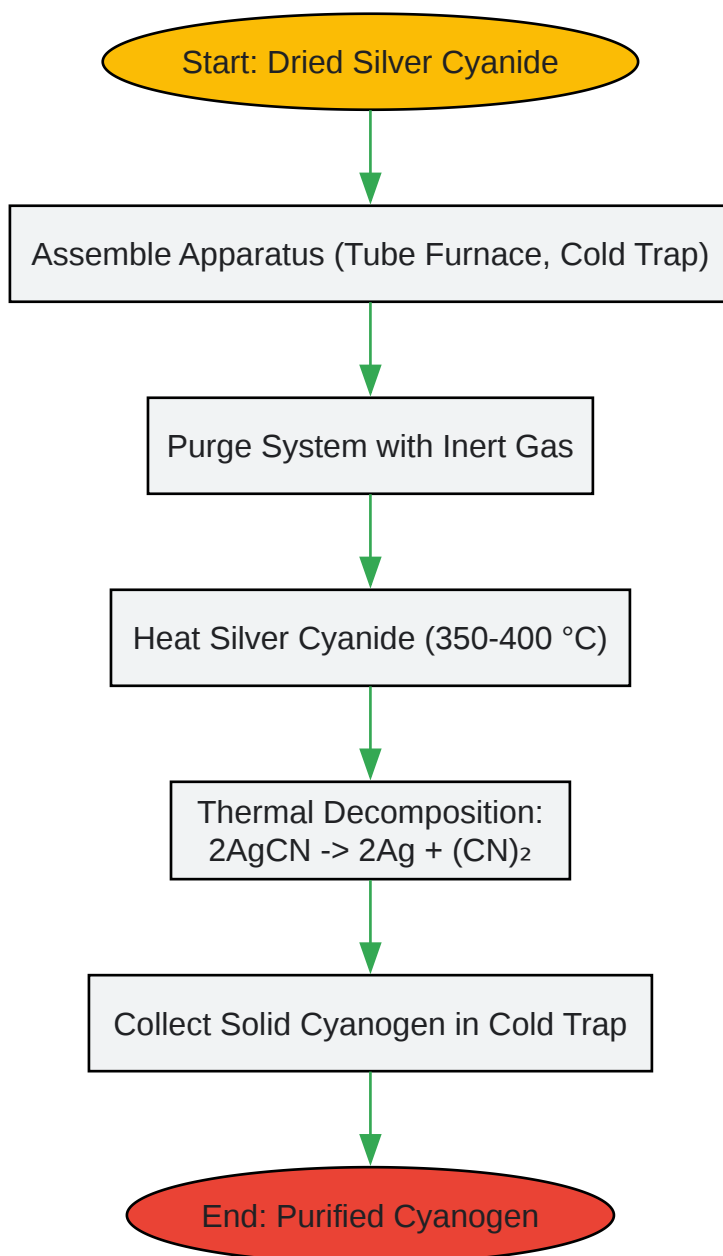 Start: Dried Silver Cyanide
Assemble Apparatus (Tube Furnace, Cold Trap)
Purge System with Inert Gas
Heat Silver Cyanide (350-400 °C)
Thermal Decomposition:
2AgCN -> 2Ag + (CN)₂
Collect Solid Cyanogen in Cold Trap
End: Purified Cyanogen